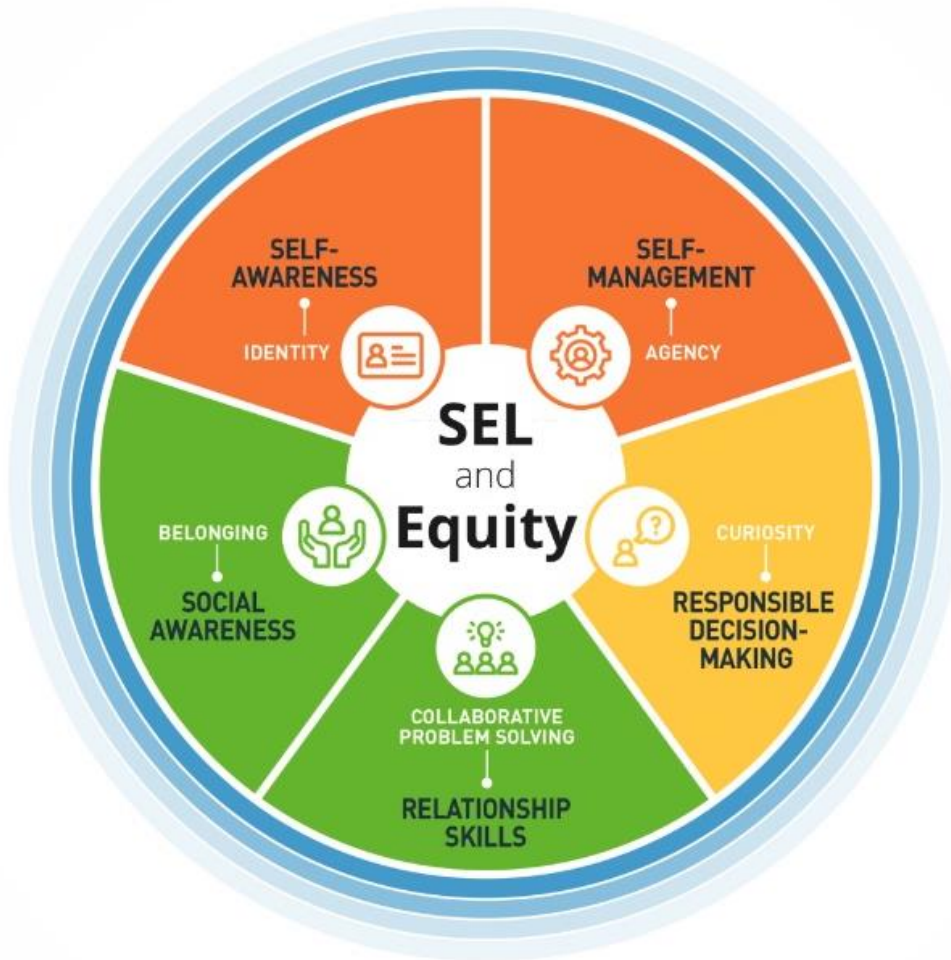 SELF-
AWARENESS
IDENTITY
SELF-
MANAGEMENT
AGENCY
SEL
and
Equity
BELONGING
SOCIAL
AWARENESS
?
CURIOSITY
RESPONSIBLE
DECISION-
MAKING
COLLABORATIVE
PROBLEM SOLVING
RELATIONSHIP
SKILLS